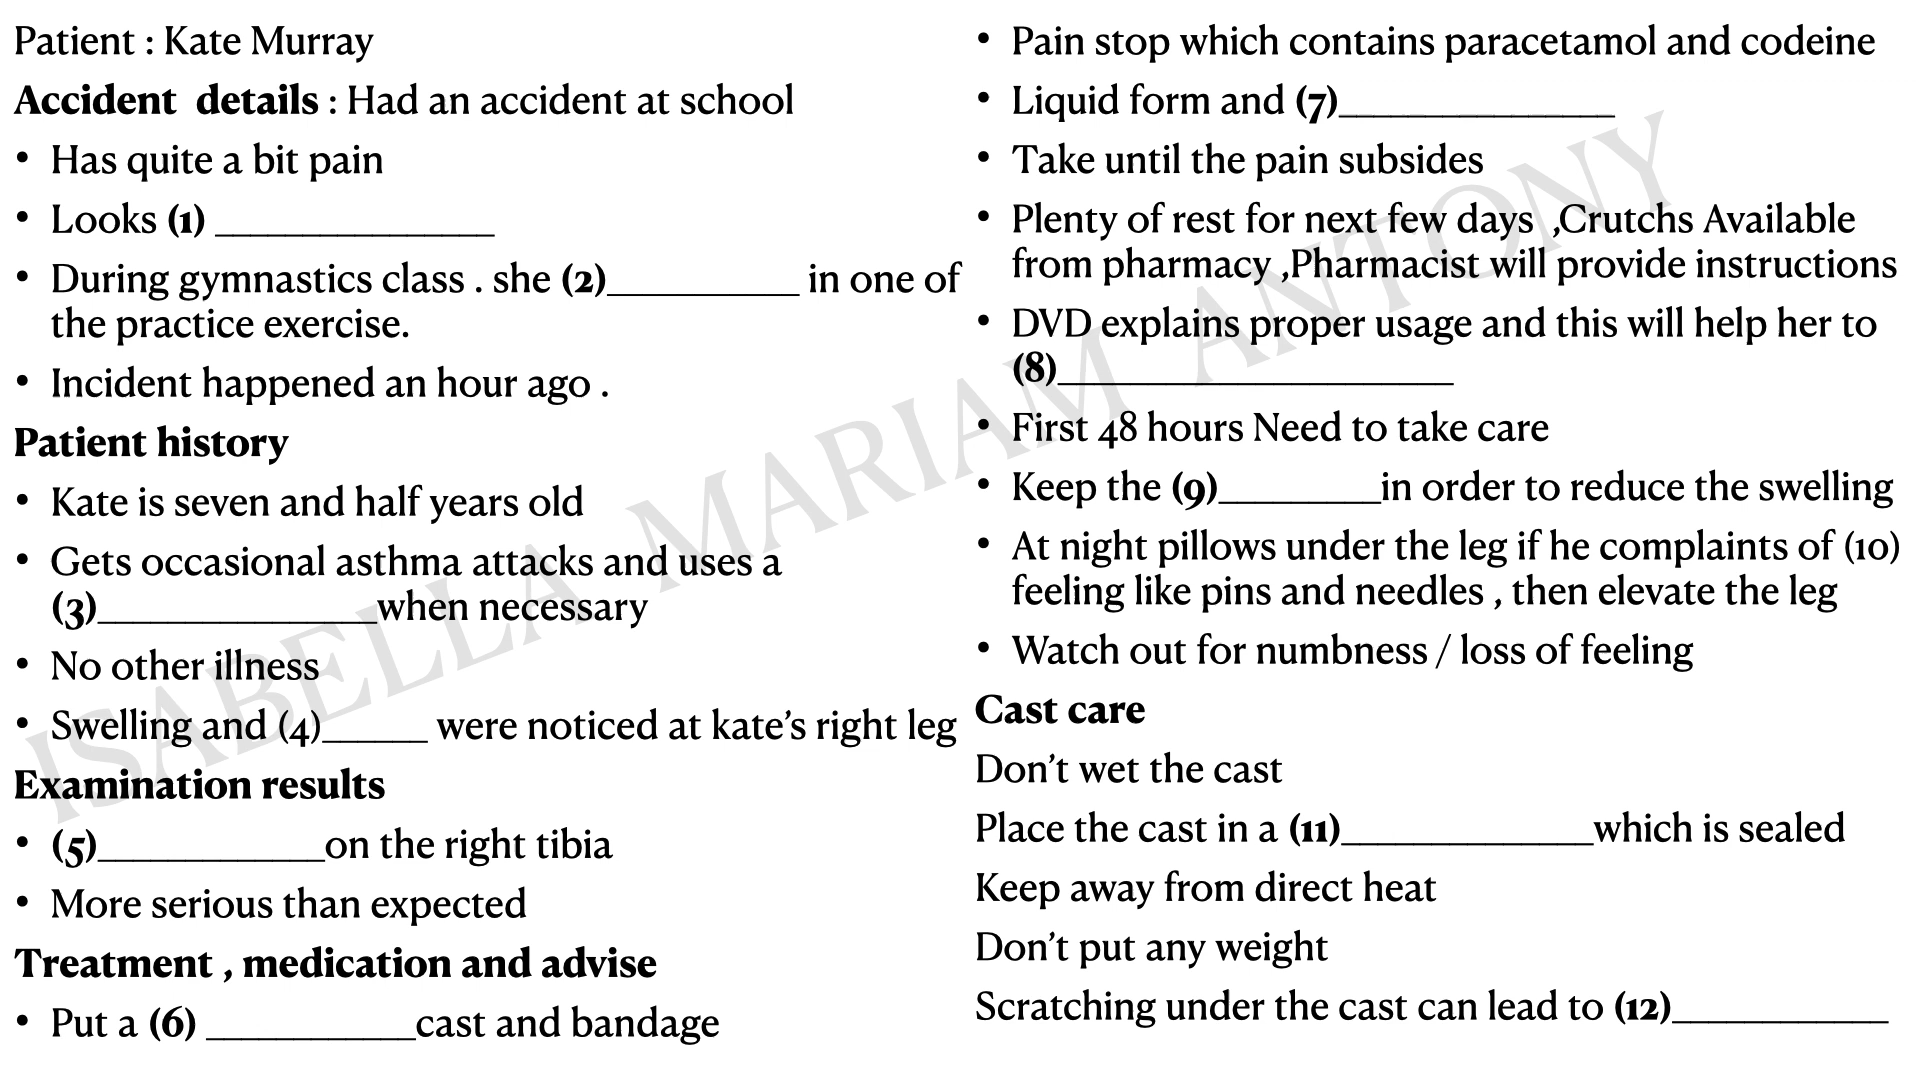 Patient : Kate Murray
Accident  details : Had an accident at school
• Has quite a bit pain
• Looks (1) _______________
• During gymnastics class . she (2)___________ in one of
the practice exercise.
• Incident happened an hour ago .
Patient history
• Kate is seven and half years old
• Gets occasional asthma attacks and uses a
(3)________________when necessary
• No other illness
• Swelling and (4)______ were noticed at kate’s right leg
Examination results
• (5)_____________on the right tibia
• More serious than expected
Treatment , medication and advise
• Put a (6) ____________cast and bandage
• Pain stop which contains paracetamol and codeine
• Liquid form and (7)________________
• Take until the pain subsides
• Plenty of rest for next few days  ,Crutchs Available
from pharmacy ,Pharmacist will provide instructions
• DVD explains proper usage and this will help her to
(8)______________________
• First 48 hours Need to take care
• Keep the (9)_________in order to reduce the swelling
• At night pillows under the leg if he complaints of (10)
feeling like pins and needles , then elevate the leg
• Watch out for numbness / loss of feeling
Cast care
Don’t wet the cast
Place the cast in a (11)______________which is sealed
Keep away from direct heat
Don’t put any weight
Scratching under the cast can lead to (12)____________
ISABELLA MARIAM ANTONY